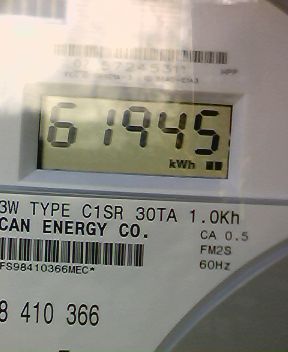 61945
kWh
3W TYPE C1SR 30TA 1.0Kh
CAN ENERGY CO.
CA 0.5
FM2S
60Hz
FS98410366MEC*
8 410 366